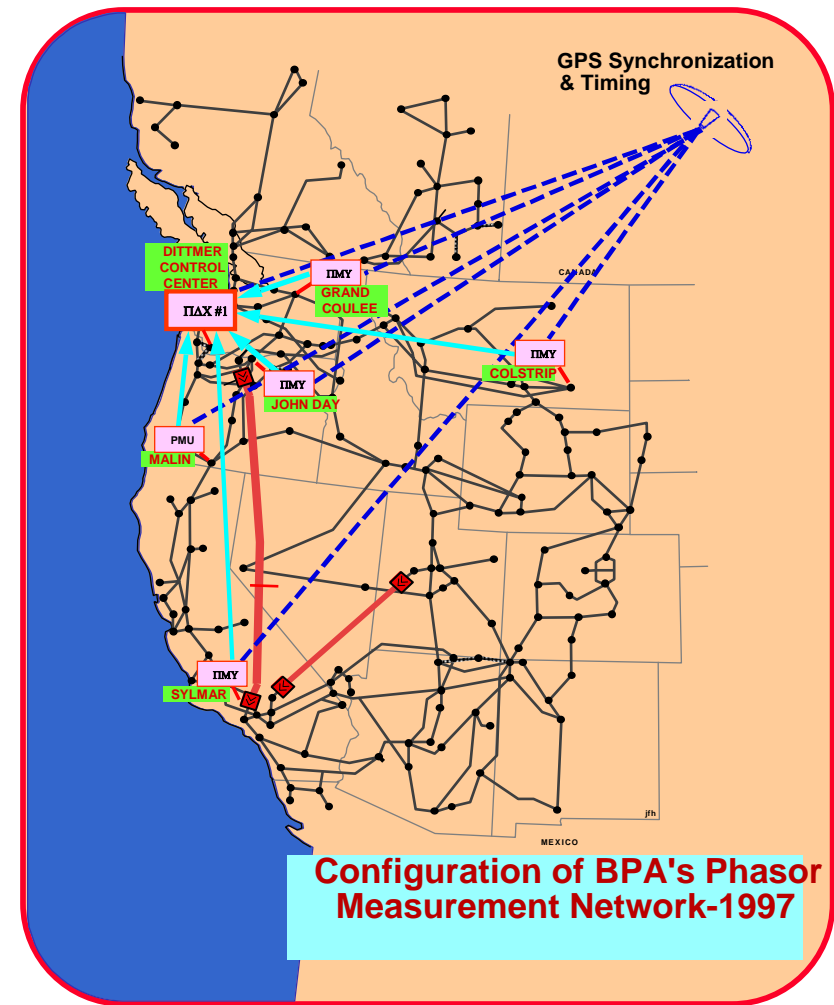 GPS Synchronization
& Timing
DITTMER
CONTROL
CENTER
ΠΔΧ #1
ΠΜΥ
GRAND
COULEE
CANADA
ΠΜΥ
COLSTRIP
ΠΜΥ
JOHN DAY
PMU
MALIN
ΠΜΥ
SYLMAR
jfh
MEXICO
Configuration of BPA's Phasor
Measurement Network-1997